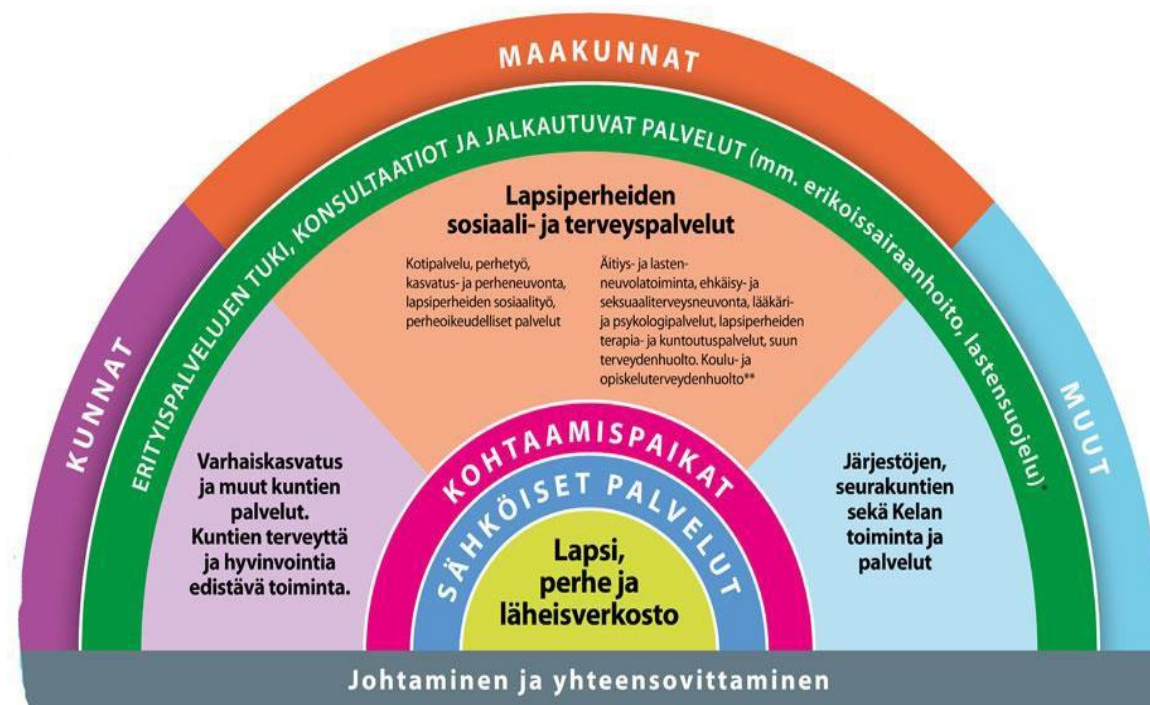 MAAKUNNAT
KUNNAT
MUUT
ERITYISPALVELUJEN TUKI, KONSULTAATIOT JA JALKAUTUVAT PALVELUT (mm. erikoissairaanhoito, lastensuojelu)*
Lapsiperheiden
sosiaali- ja terveyspalvelut
Kotipalvelu, perhetyö,
kasvatus- ja perheneuvonta,
lapsiperheiden sosiaalityö,
perheoikeudelliset palvelut
Äitiys- ja lasten-
neuvolatoiminta, ehkäisy- ja
seksuaaliterveysneuvonta, lääkäri-
ja psykologipalvelut, lapsiperheiden
terapia- ja kuntoutuspalvelut, suun
terveydenhuolto. Koulu- ja
opiskeluterveydenhuolto**
Varhaiskasvatus
ja muut kuntien
palvelut.
Kuntien terveyttä
ja hyvinvointia
edistävä toiminta.
Järjestöjen,
seurakuntien
sekä Kelan
toiminta ja
palvelut
KOHTAAMISPAIKAT
SÄHKÖISET PALVELUT
Lapsi,
perhe ja
läheisverkosto
Johtaminen ja yhteensovittaminen